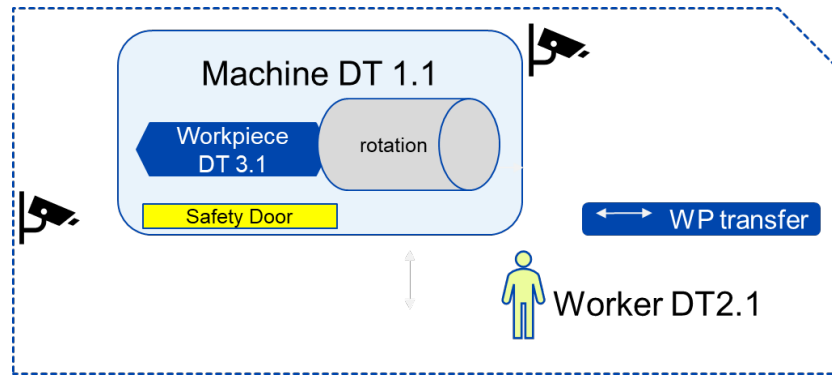 Machine DT 1.1
Workpiece
DT 3.1
rotation
Safety Door
WP transfer
Worker DT2.1